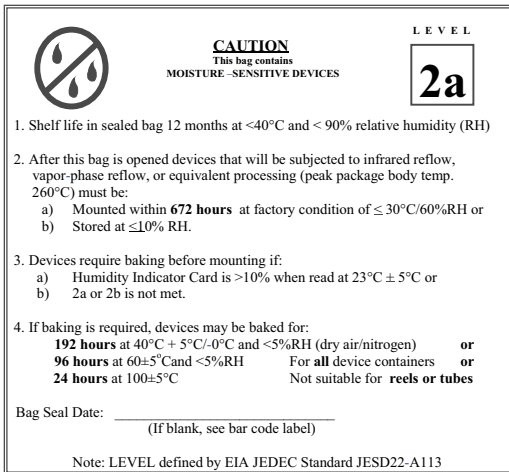 LEVEL
CAUTION
This bag contains
MOISTURE –SENSITIVE DEVICES
2a
1. Shelf life in sealed bag 12 months at <40°C and < 90% relative humidity (RH)
2. After this bag is opened devices that will be subjected to infrared reflow,
vapor-phase reflow, or equivalent processing (peak package body temp.
260°C) must be:
a) Mounted within 672 hours at factory condition of ≤ 30°C/60%RH or
b) Stored at ≤10% RH.
3. Devices require baking before mounting if:
a) Humidity Indicator Card is >10% when read at 23°C ± 5°C or
b) 2a or 2b is not met.
4. If baking is required, devices may be baked for:
192 hours at 40°C + 5°C/-0°C and <5%RH (dry air/nitrogen) or
96 hours at 60±5°Cand <5%RH For all device containers or
24 hours at 100±5°C Not suitable for reels or tubes
Bag Seal Date: ______________________________
(If blank, see bar code label)
Note: LEVEL defined by EIA JEDEC Standard JESD22-A113